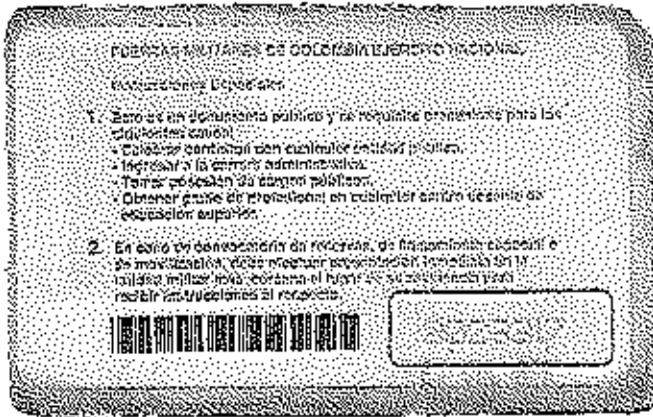 FUERZAS MILITARES DE COLOMBIA EJERCITO NACIONAL
1. Este es un documento público y se requiere para los
siguientes casos:
• Celebrar contratos con cualquier entidad pública.
• Ingresar a la carrera administrativa.
• Tomar posesión de cargos públicos.
• Obtener grado de profesional en cualquier centro docente de
educación superior.
2. En caso de convocatoria de reservas, de llamamiento especial o
de movilización, debe efectuar presentación inmediata en la
unidad militar más cercana al lugar de su residencia para
recibir instrucciones al respecto.